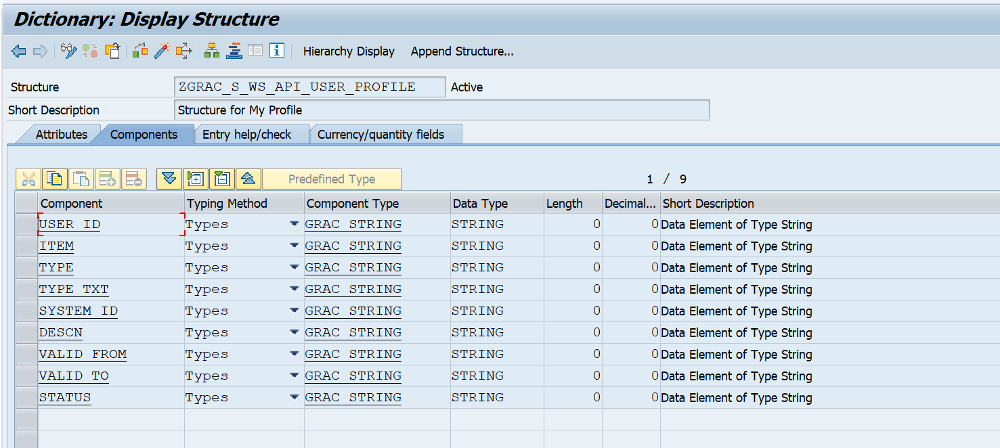 Dictionary: Display Structure
Hierarchy Display Append Structure...
Structure ZGRAC_S_WS_API_USER_PROFILE Active
Short Description Structure for My Profile
Attributes Components Entry help/check Currency/quantity fields
Predefined Type 1 / 9
Component Typing Method Component Type Data Type Length Decimal... Short Description
USER_ID Types GRAC_STRING STRING 0 0 Data Element of Type String
ITEM Types GRAC_STRING STRING 0 0 Data Element of Type String
TYPE Types GRAC_STRING STRING 0 0 Data Element of Type String
TYPE_TXT Types GRAC_STRING STRING 0 0 Data Element of Type String
SYSTEM_ID Types GRAC_STRING STRING 0 0 Data Element of Type String
DESCN Types GRAC_STRING STRING 0 0 Data Element of Type String
VALID_FROM Types GRAC_STRING STRING 0 0 Data Element of Type String
VALID_TO Types GRAC_STRING STRING 0 0 Data Element of Type String
STATUS Types GRAC_STRING STRING 0 0 Data Element of Type String